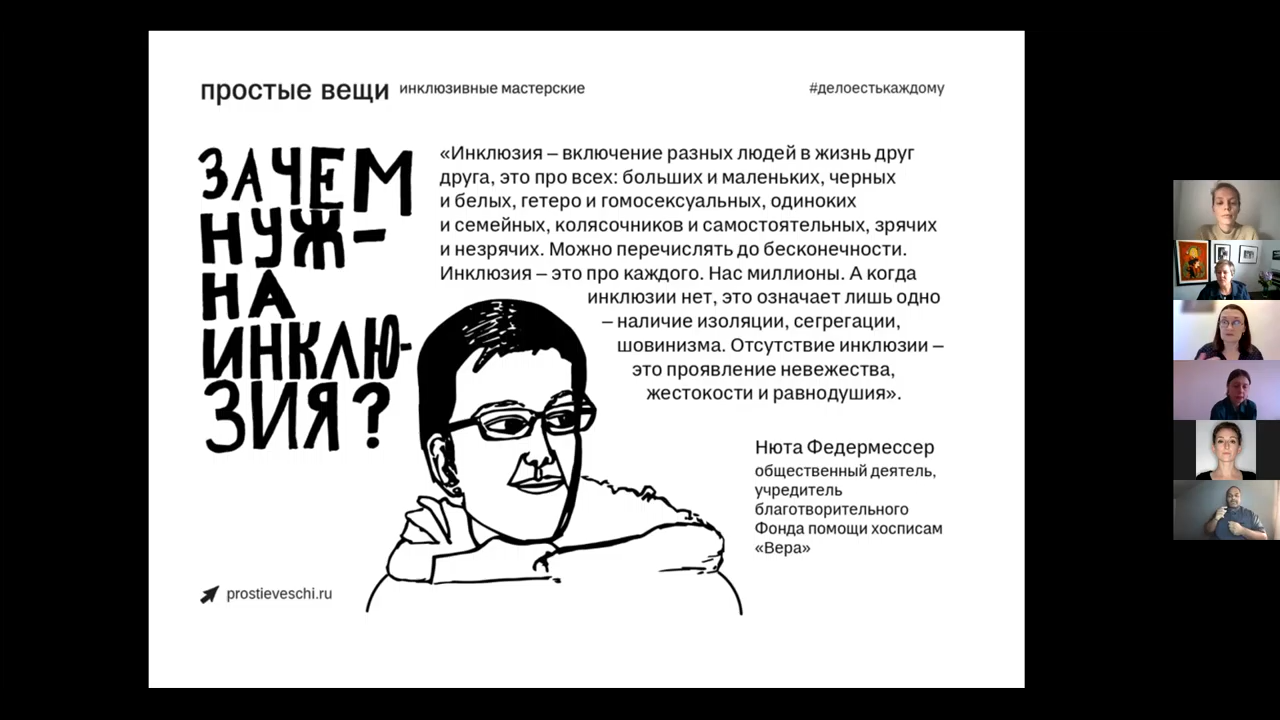 простые вещи инклюзивные мастерские
#делоестькаждому
ЗАЧЕМ
НУЖ-
НА
ИНКЛЮ-
ЗИЯ?
«Инклюзия – включение разных людей в жизнь друг
друга, это про всех: больших и маленьких, черных
и белых, гетеро и гомосексуальных, одиноких
и семейных, колясочников и самостоятельных, зрячих
и незрячих. Можно перечислять до бесконечности.
Инклюзия – это про каждого. Нас миллионы. А когда
инклюзии нет, это означает лишь одно
– наличие изоляции, сегрегации,
шовинизма. Отсутствие инклюзии –
это проявление невежества,
жестокости и равнодушия».
Нюта Федермессер
общественный деятель,
учредитель
благотворительного
Фонда помощи хосписам
«Вера»
prostieveschi.ru